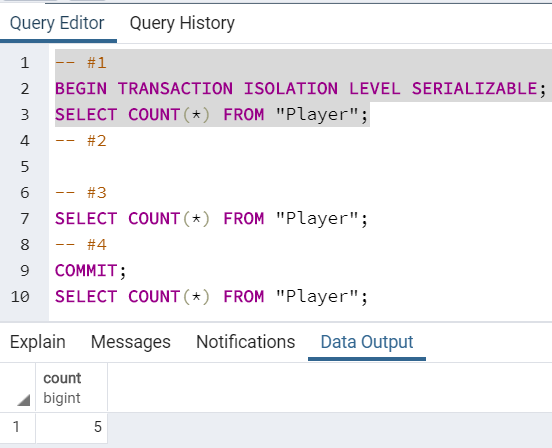 Query Editor Query History
1 -- #1
2 BEGIN TRANSACTION ISOLATION LEVEL SERIALIZABLE;
3 SELECT COUNT(*) FROM "Player";
4 -- #2
5
6 -- #3
7 SELECT COUNT(*) FROM "Player";
8 -- #4
9 COMMIT;
10 SELECT COUNT(*) FROM "Player";
Explain Messages Notifications Data Output
count
bigint
1 5